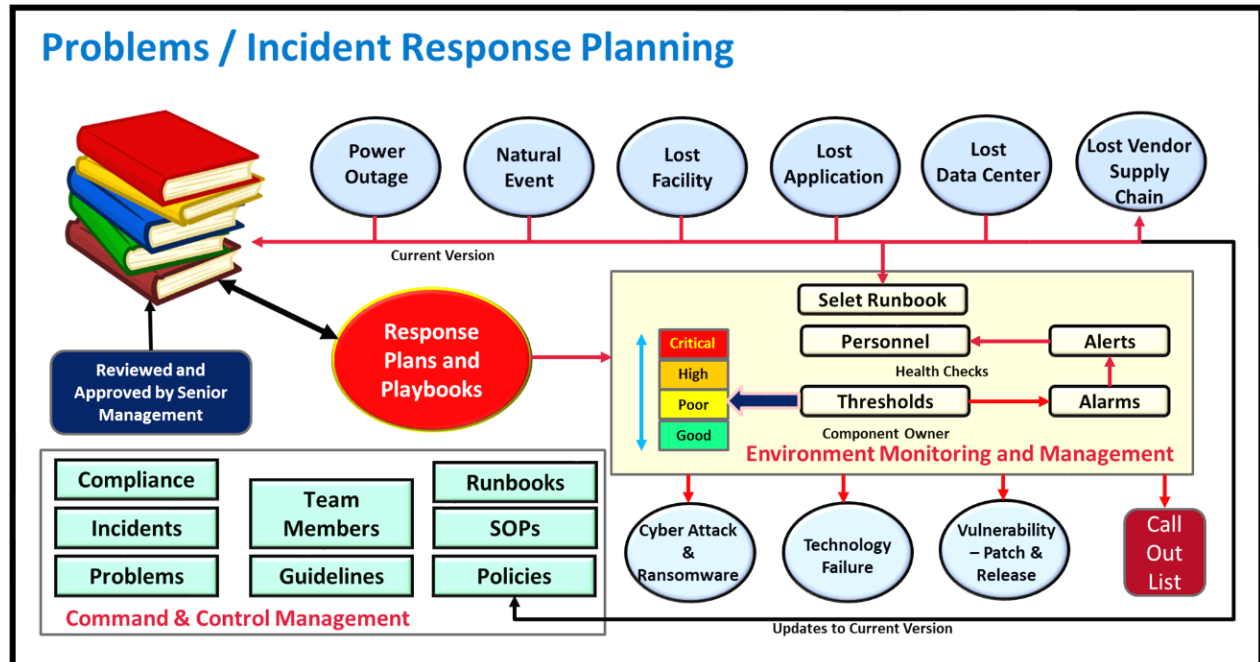 Problems / Incident Response Planning
Power
Outage
Natural
Event
Lost
Facility
Lost
Application
Lost
Data Center
Lost Vendor
Supply
Chain
Current Version
Selet Runbook
Response
Plans and
Playbooks
Critical
High
Poor
Good
Personnel
Alerts
Health Checks
Thresholds
Alarms
Component Owner
Environment Monitoring and Management
Reviewed and
Approved by Senior
Management
Compliance
Incidents
Problems
Team
Members
Guidelines
Runbooks
SOPs
Policies
Command & Control Management
Cyber Attack
&
Ransomware
Technology
Failure
Vulnerability
– Patch &
Release
Call
Out
List
Updates to Current Version